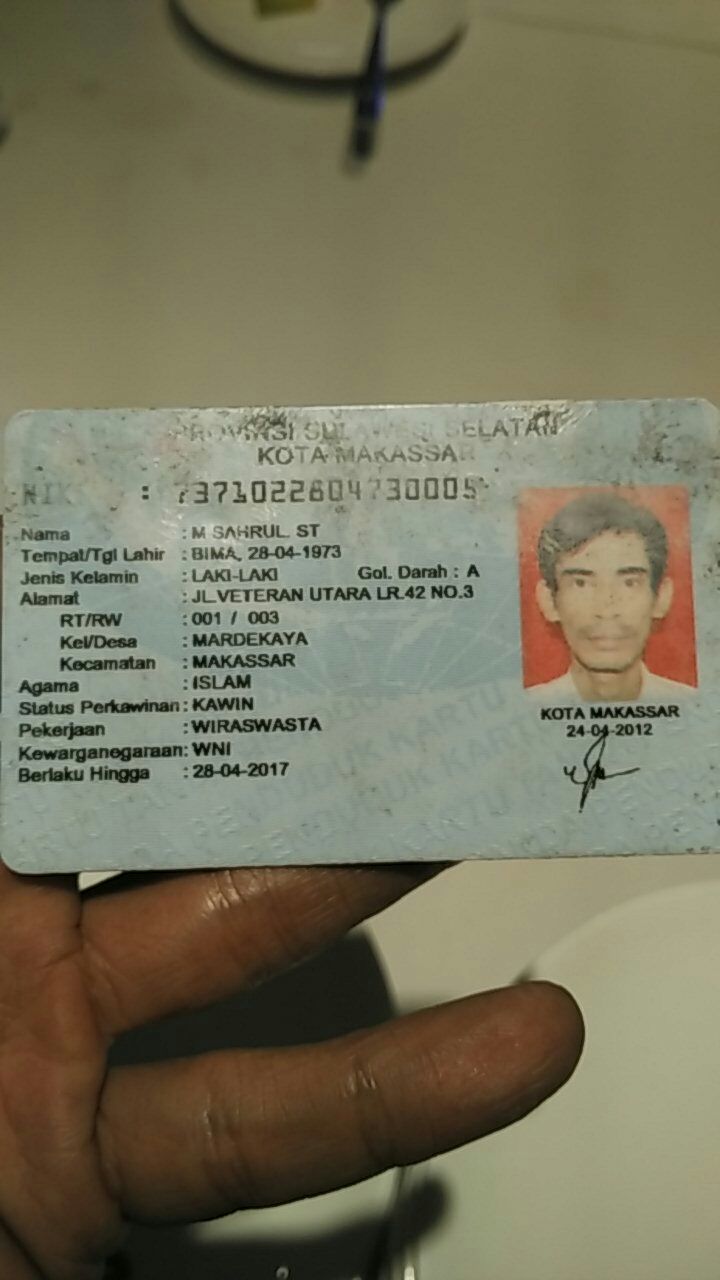 PROVINSI SULAWESI SELATAN
KOTA MAKASSAR
NIK :
Nama : M SAHRUL. ST
Tempat/Tgl Lahir : BIMA, 28-04-1973
Jenis Kelamin : LAKI-LAKI Gol. Darah : A
Alamat : JL.VETERAN UTARA LR.42 NO.3
RT/RW : 001 / 003
Kel/Desa : MARDEKAYA
Kecamatan : MAKASSAR
Agama : ISLAM
Status Perkawinan : KAWIN
Pekerjaan : WIRASWASTA
Kewarganegaraan : WNI
Berlaku Hingga : 28-04-2017
KOTA MAKASSAR
24-04-2012